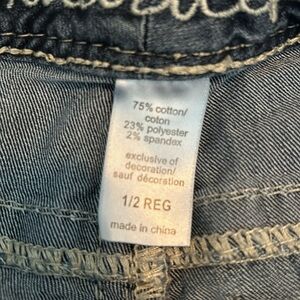 75% cotton/
coton
23% polyester
2% spandex
exclusive of
decoration/
sauf décoration
1/2 REG
made in china